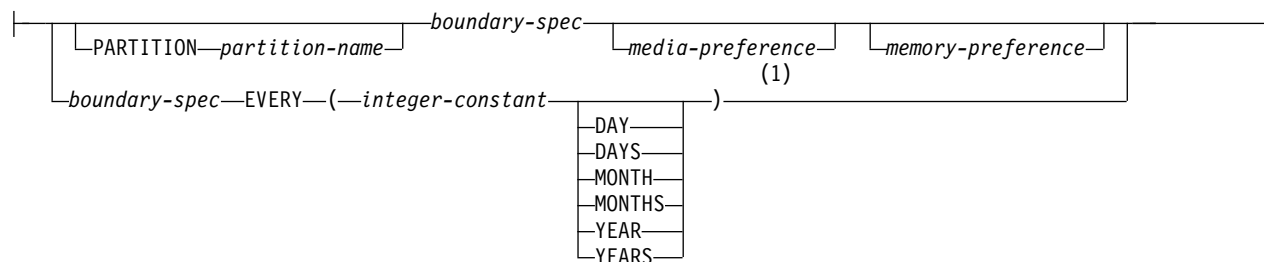 boundary-spec
PARTITION partition-name
media-preference memory-preference
(1)
boundary-spec EVERY ( integer-constant )
DAY
DAYS
MONTH
MONTHS
YEAR
YEARS